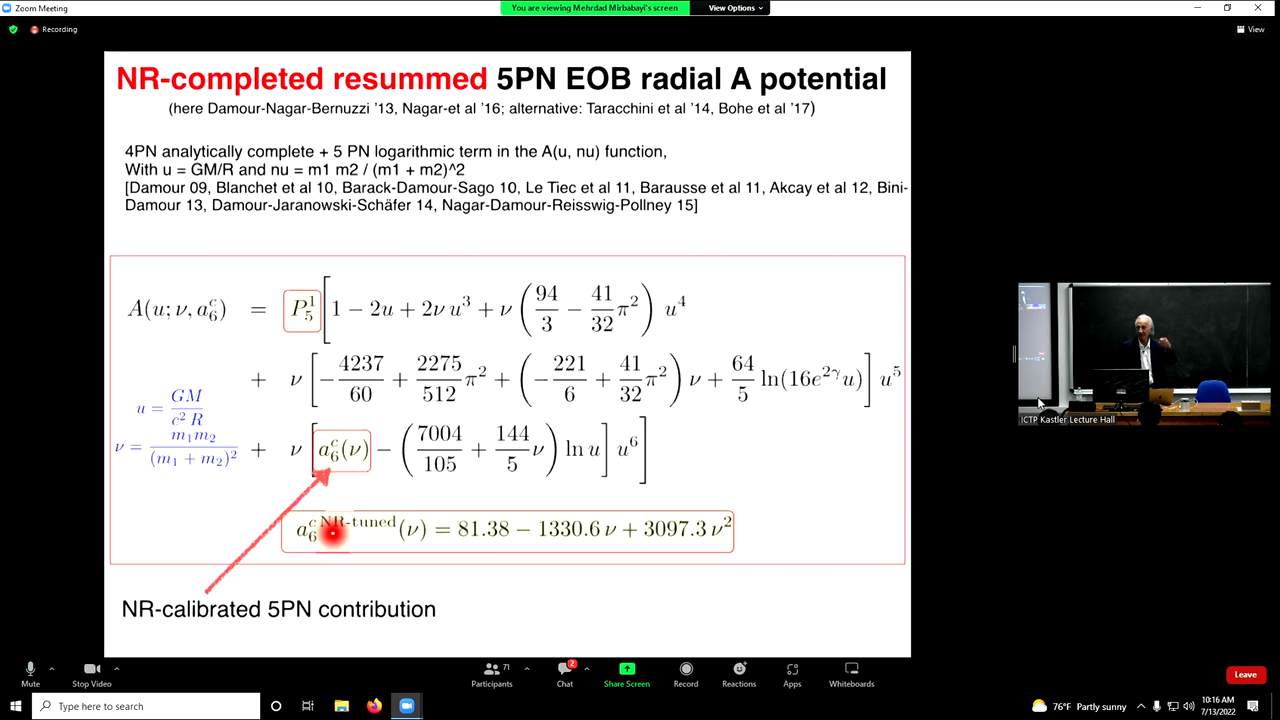 Zoom Meeting
You are viewing Mehrdad Mirbabayi's screen
View Options
Recording
View
NR-completed resummed 5PN EOB radial A potential
(here Damour-Nagar-Bernuzzi '13, Nagar-et al '16; alternative: Taracchini et al '14, Bohe et al '17)
4PN analytically complete + 5 PN logarithmic term in the A(u, nu) function,
With u = GM/R and nu = m1 m2 / (m1 + m2)^2
[Damour 09, Blanchet et al 10, Barack-Damour-Sago 10, Le Tiec et al 11, Barausse et al 11, Akcay et al 12, Bini-
Damour 13, Damour-Jaranowski-Schäfer 14, Nagar-Damour-Reisswig-Pollney 15]
A(u; ν, a_6^c) = P_5^1 [ 1 − 2u + 2ν u^3 + ν ( 94/3 − 41/32 π^2 ) u^4
+ ν [ − 4237/60 + 2275/512 π^2 + ( − 221/6 + 41/32 π^2 ) ν + 64/5 ln(16e^{2γ}u) ] u^5
u = GM / c^2 R
ν = m_1 m_2 / (m_1 + m_2)^2
+ ν [ a_6^c(ν) − ( 7004/105 + 144/5 ν ) ln u ] u^6 ]
a_6^{c NR-tuned}(ν) = 81.38 − 1330.6 ν + 3097.3 ν^2
NR-calibrated 5PN contribution
ICTP Kastler Lecture Hall
Mute
Stop Video
71
Participants
2
Chat
Share Screen
Record
Reactions
Apps
Whiteboards
Leave
Type here to search
76°F Partly sunny
10:16 AM
7/13/2022